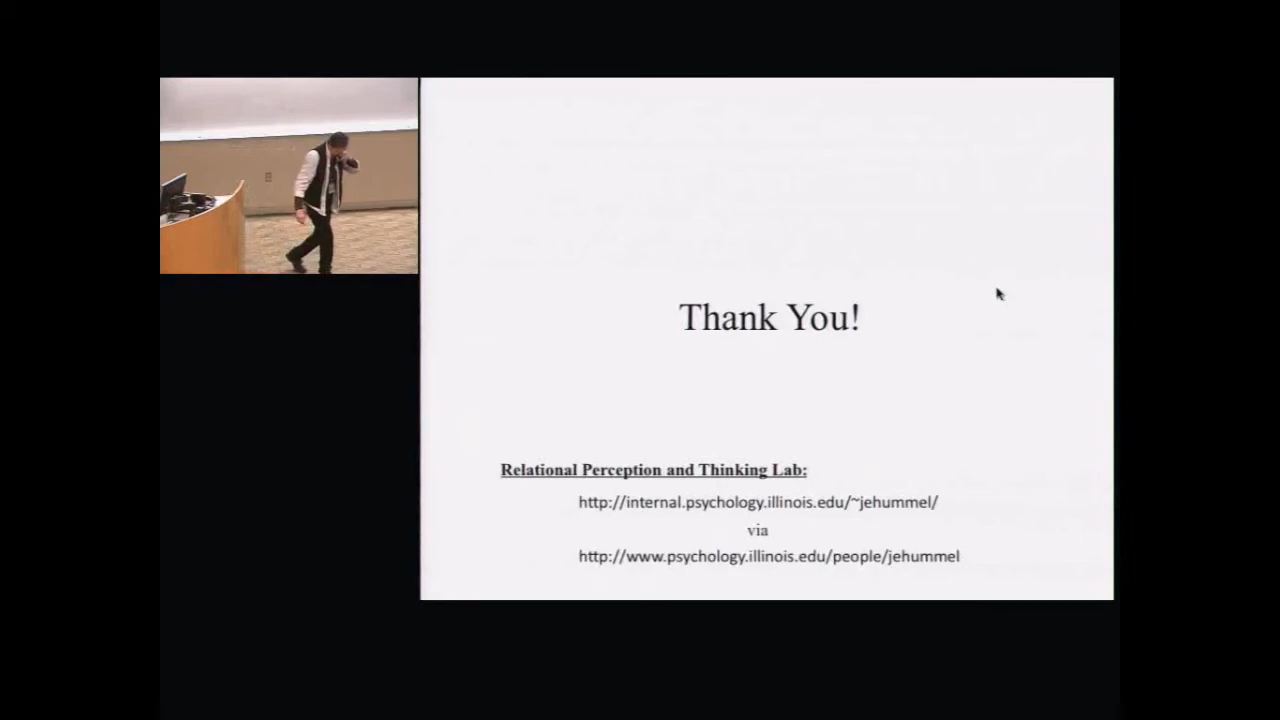 Thank You!
Relational Perception and Thinking Lab:
http://internal.psychology.illinois.edu/~jehummel/
via
http://www.psychology.illinois.edu/people/jehummel